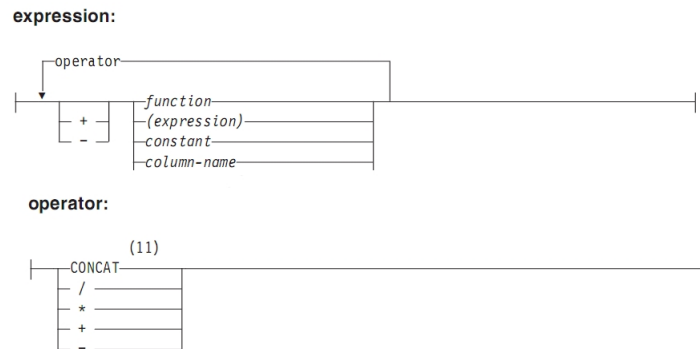 expression:
operator
function
+ (expression)
- constant
column-name
operator:
(11)
CONCAT
/
*
+
-